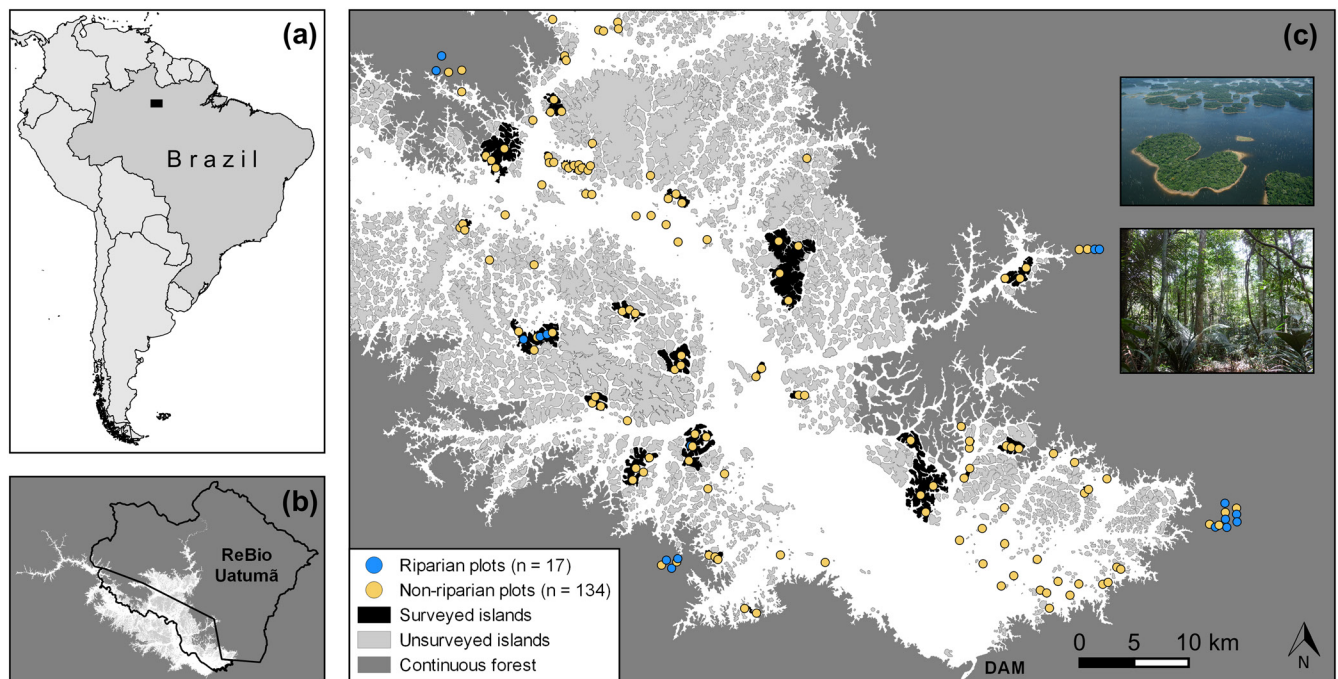 (a)
Brazil
(b)
ReBio
Uatumã
(c)
Riparian plots (n = 17)
Non-riparian plots (n = 134)
Surveyed islands
Unsurveyed islands
Continuous forest
DAM
0 5 10 km
N